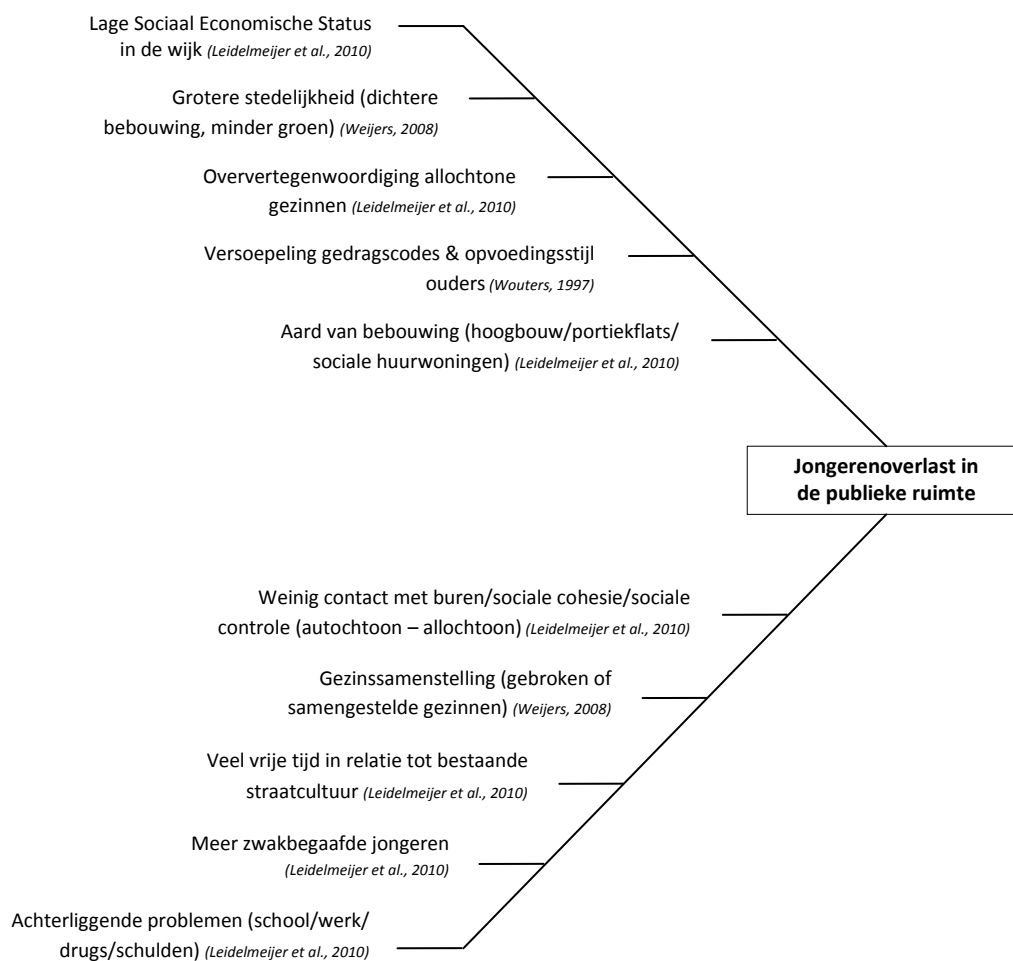 Lage Sociaal Economische Status
in de wijk (Leidelmeijer et al., 2010)
Grotere stedelijkheid (dichtere
bebouwing, minder groen) (Weijers, 2008)
Oververtegenwoordiging allochtone
gezinnen (Leidelmeijer et al., 2010)
Versoepeling gedragscodes & opvoedingsstijl
ouders (Wouters, 1997)
Aard van bebouwing (hoogbouw/portiekflats/
sociale huurwoningen) (Leidelmeijer et al., 2010)
Jongerenoverlast in
de publieke ruimte
Weinig contact met buren/sociale cohesie/sociale
controle (autochtoon – allochtoon) (Leidelmeijer et al., 2010)
Gezinssamenstelling (gebroken of
samengestelde gezinnen) (Weijers, 2008)
Veel vrije tijd in relatie tot bestaande
straatcultuur (Leidelmeijer et al., 2010)
Meer zwakbegaafde jongeren
(Leidelmeijer et al., 2010)
Achterliggende problemen (school/werk/
drugs/schulden) (Leidelmeijer et al., 2010)